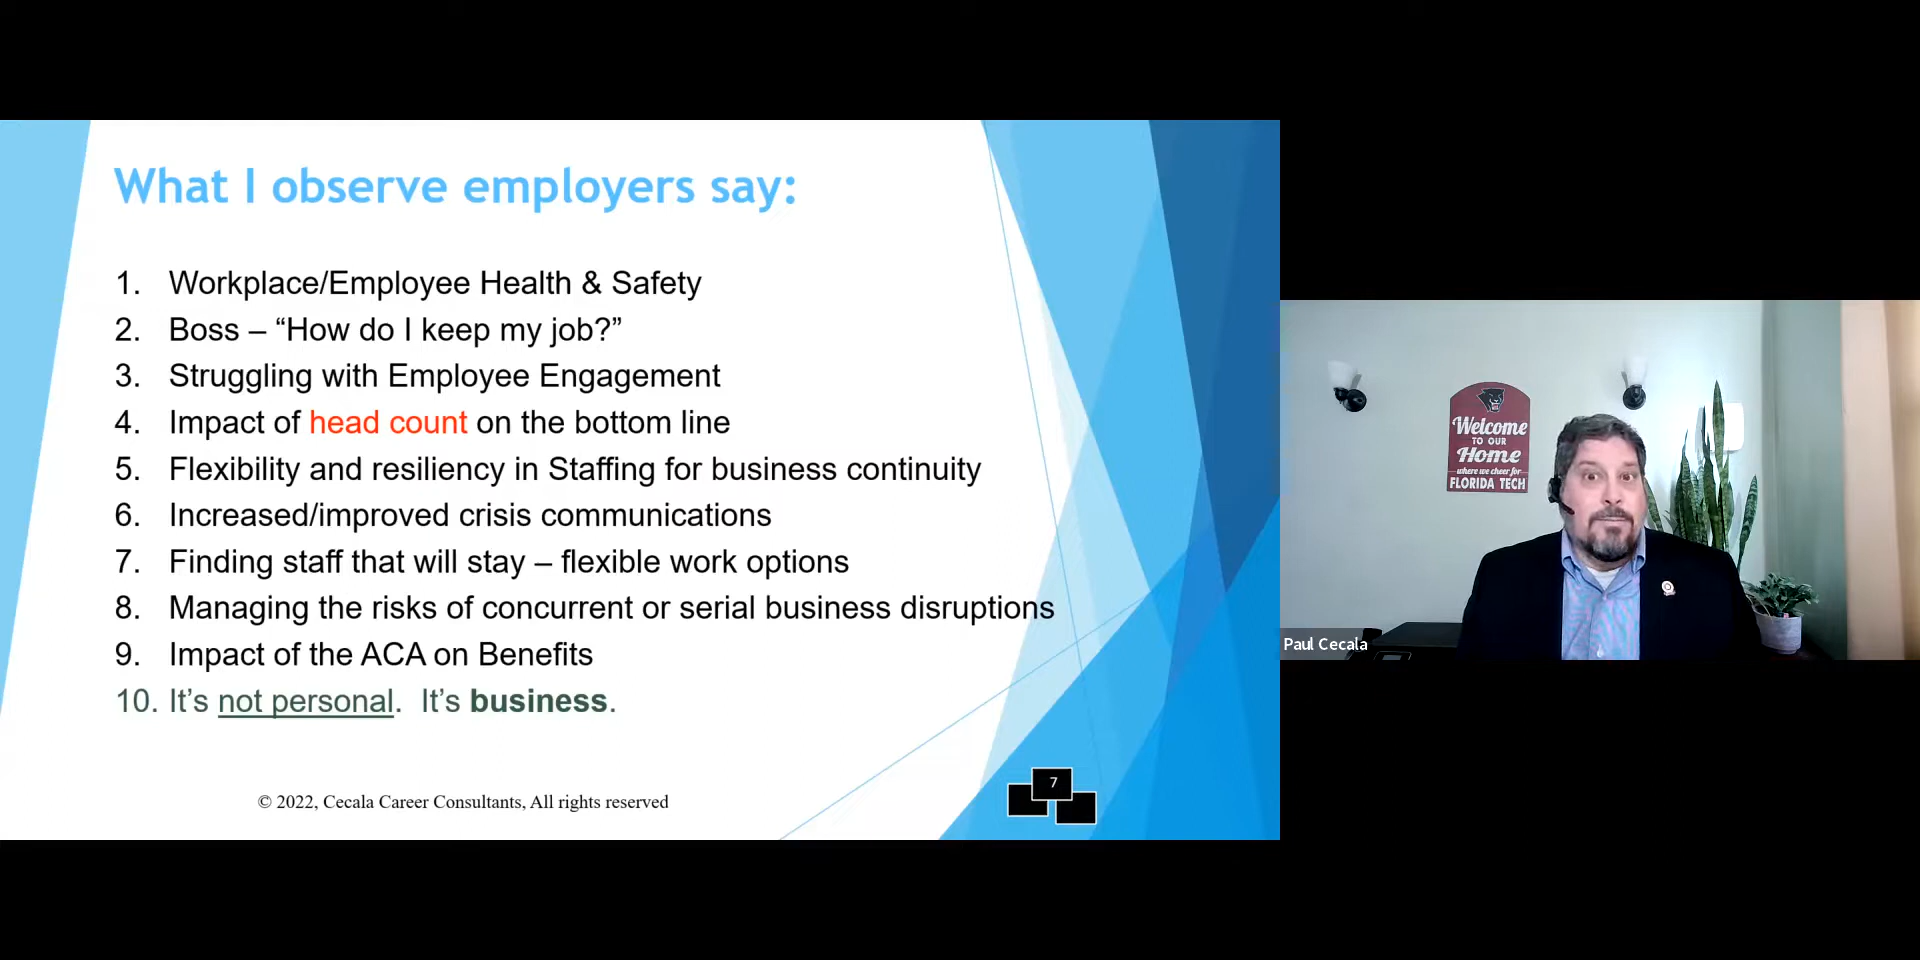 What I observe employers say:
1. Workplace/Employee Health & Safety
2. Boss – “How do I keep my job?”
3. Struggling with Employee Engagement
4. Impact of head count on the bottom line
5. Flexibility and resiliency in Staffing for business continuity
6. Increased/improved crisis communications
7. Finding staff that will stay – flexible work options
8. Managing the risks of concurrent or serial business disruptions
9. Impact of the ACA on Benefits
10. It’s not personal. It’s business.
© 2022, Cecala Career Consultants, All rights reserved
7
Welcome
TO OUR
Home
where we cheer for
FLORIDA TECH
Paul Cecala